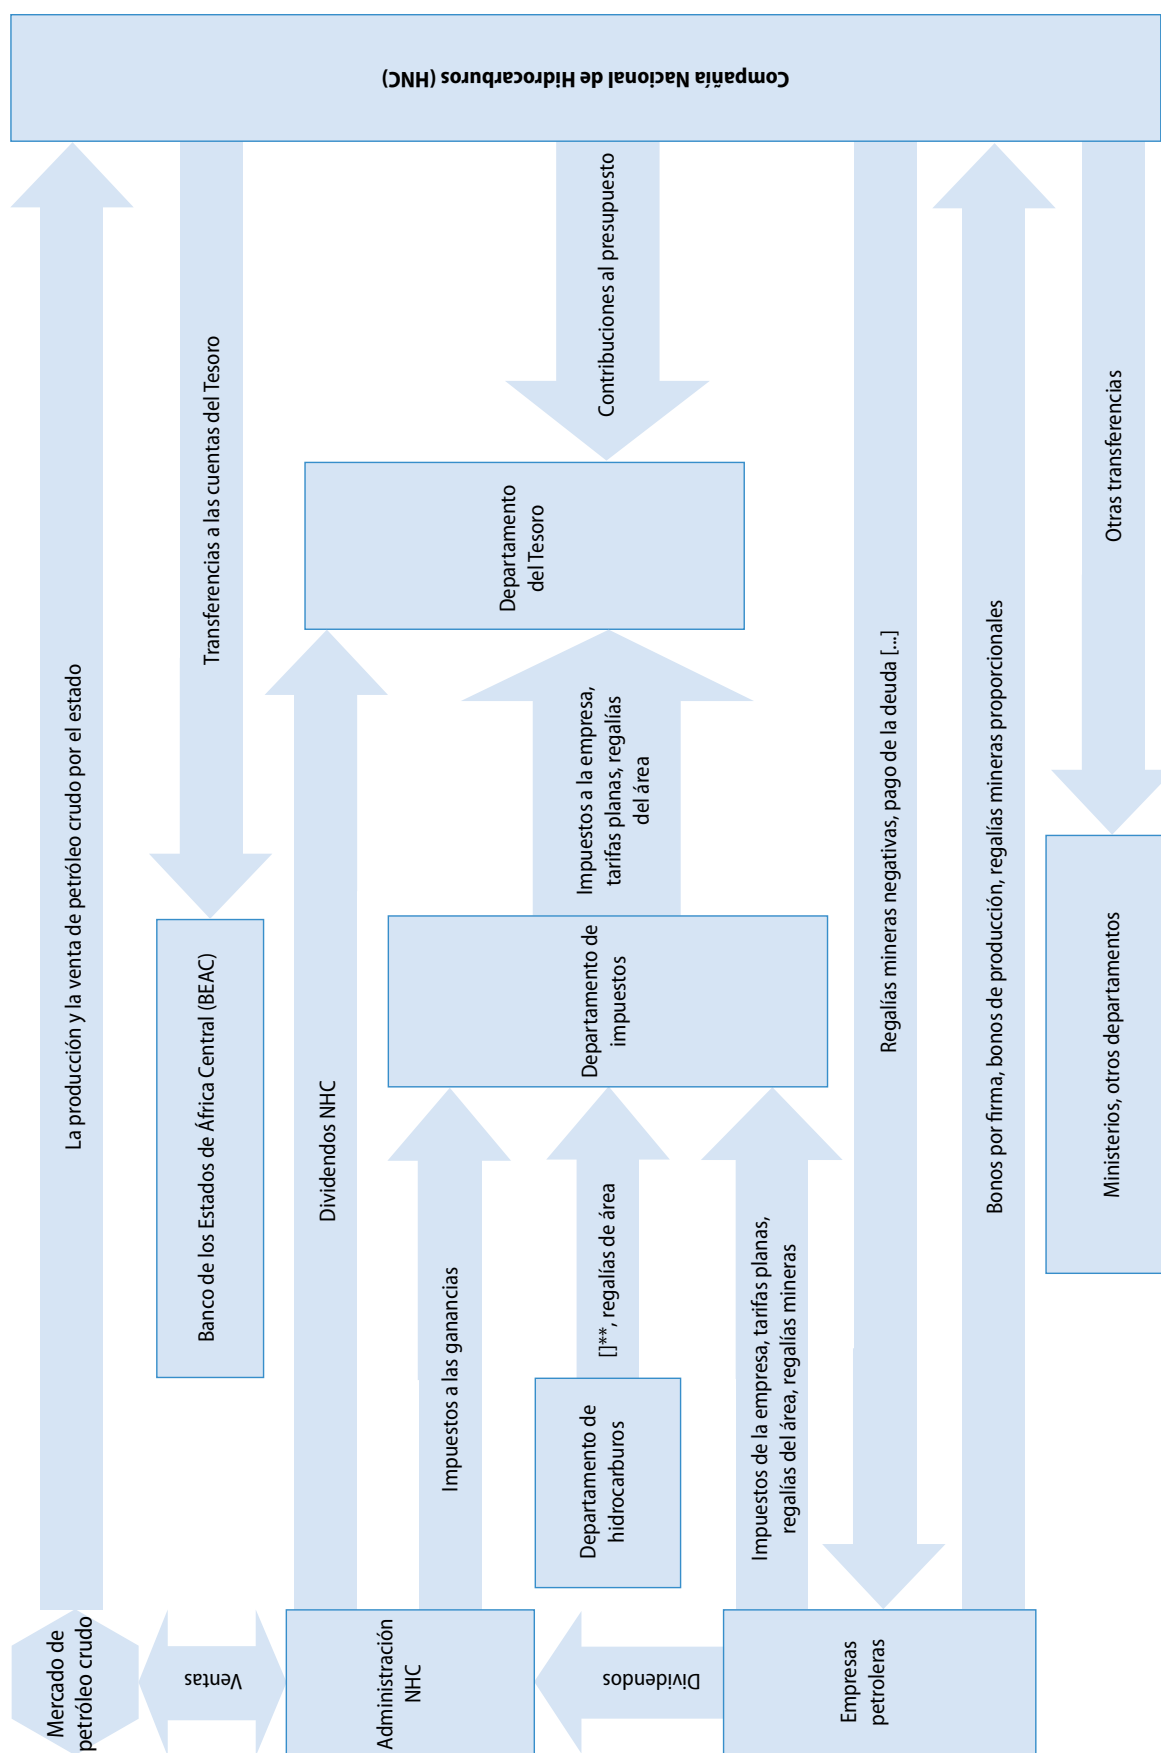 Compañía Nacional de Hidrocarburos (HNC)
La producción y la venta de petróleo crudo por el estado
Transferencias a las cuentas del Tesoro
Contribuciones al presupuesto
Banco de los Estados de África Central (BEAC)
Dividendos NHC
Departamento
del Tesoro
Impuestos a la empresa,
tarifas planas, regalías
del área
Departamento de
impuestos
Impuestos a las ganancias
[]**, regalías de área
Departamento de
hidrocarburos
Impuestos de la empresa, tarifas planas,
regalías del área, regalías mineras
Regalías mineras negativas, pago de la deuda [...]
Bonos por firma, bonos de producción, regalías mineras proporcionales
Otras transferencias
Ministerios, otros departamentos
Mercado de
petróleo crudo
Ventas
Administración
NHC
Dividendos
Empresas
petroleras